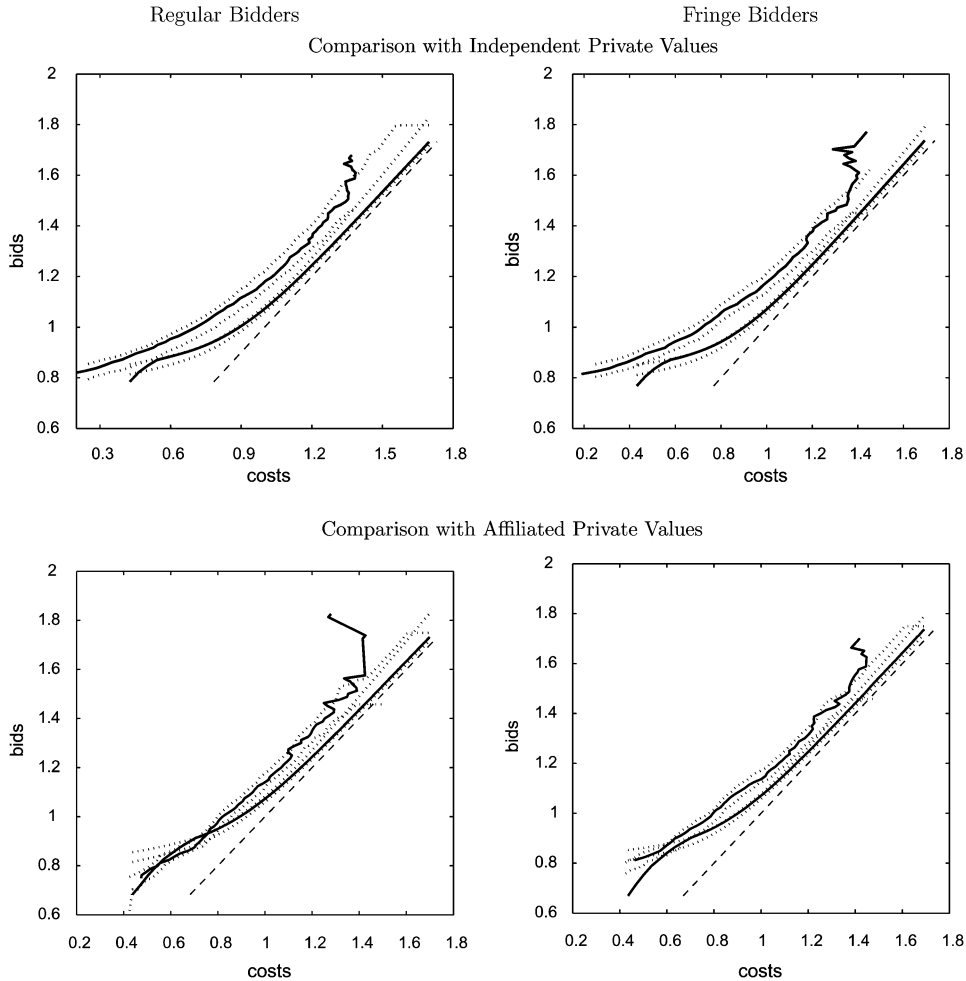 Regular Bidders
Fringe Bidders
Comparison with Independent Private Values
2
1.8
1.6
1.4
1.2
1
0.8
0.6
bids
0.3 0.6 0.9 1.2 1.5 1.8
costs
2
1.8
1.6
1.4
1.2
1
0.8
0.6
bids
0.2 0.4 0.6 0.8 1 1.2 1.4 1.6 1.8
costs
Comparison with Affiliated Private Values
2
1.8
1.6
1.4
1.2
1
0.8
0.6
bids
0.2 0.4 0.6 0.8 1 1.2 1.4 1.6 1.8
costs
2
1.8
1.6
1.4
1.2
1
0.8
0.6
bids
0.2 0.4 0.6 0.8 1 1.2 1.4 1.6 1.8
costs